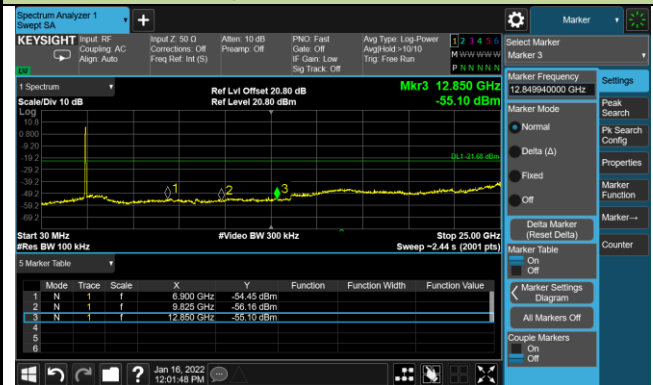 Spectrum Analyzer 1
Swept SA
Marker
KEYSIGHT
Input: RF
Coupling: AC
Align: Auto
Input Z: 50 Ω
Corrections: Off
Freq Ref: Int (S)
Atten: 10 dB
Preamp: Off
PNO: Fast
Gate: Off
IF Gain: Low
Sig Track: Off
Avg Type: Log-Power
Avg|Hold:>10/10
Trig: Free Run
1 2 3 4 5 6
M W W W W W
P N N N N N
LM
Select Marker
Marker 3
1 Spectrum
Scale/Div 10 dB
Ref Lvl Offset 20.80 dB
Ref Level 20.80 dBm
Mkr3 12.850 GHz
-55.10 dBm
Log
10.8
0.800
-9.20
-19.2
-29.2
-39.2
-49.2
-59.2
-69.2
DL1 -21.68 dBm
1
2
3
Start 30 MHz
#Res BW 100 kHz
#Video BW 300 kHz
Stop 25.00 GHz
Sweep ~2.44 s (2001 pts)
5 Marker Table
Mode Trace Scale X Y Function Function Width Function Value
1 N 1 f 6.900 GHz -54.45 dBm
2 N 1 f 9.825 GHz -56.16 dBm
3 N 1 f 12.850 GHz -55.10 dBm
4
5
6
Marker Frequency
12.849940000 GHz
Marker Mode
Normal
Delta (Δ)
Fixed
Off
Delta Marker
(Reset Delta)
Marker Table
On
Off
Marker Settings
Diagram
All Markers Off
Couple Markers
On
Off
Settings
Peak
Search
Pk Search
Config
Properties
Marker
Function
Marker→
Counter
?
Jan 16, 2022
12:01:48 PM